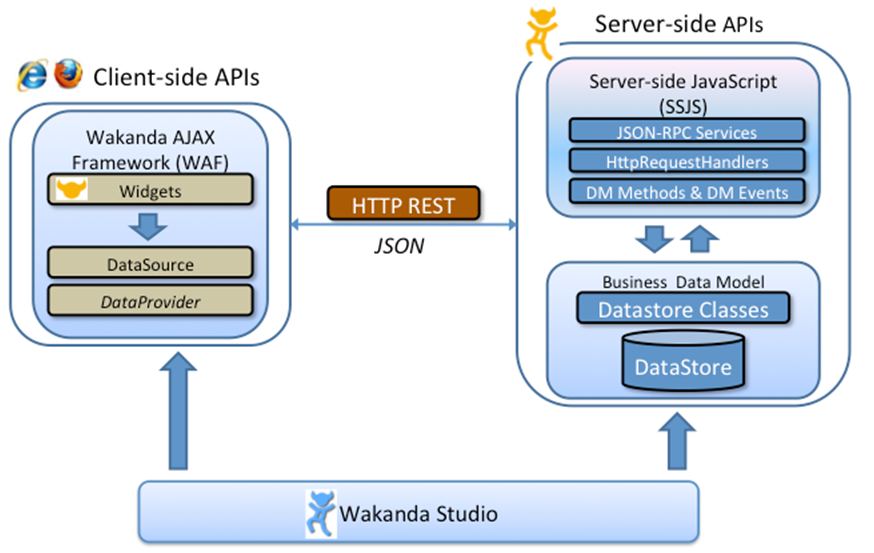 Server-side APIs
Client-side APIs
Server-side JavaScript
(SSJS)
JSON-RPC Services
HttpRequestHandlers
DM Methods & DM Events
Wakanda AJAX
Framework (WAF)
Widgets
DataSource
DataProvider
HTTP REST
JSON
Business Data Model
Datastore Classes
DataStore
Wakanda Studio